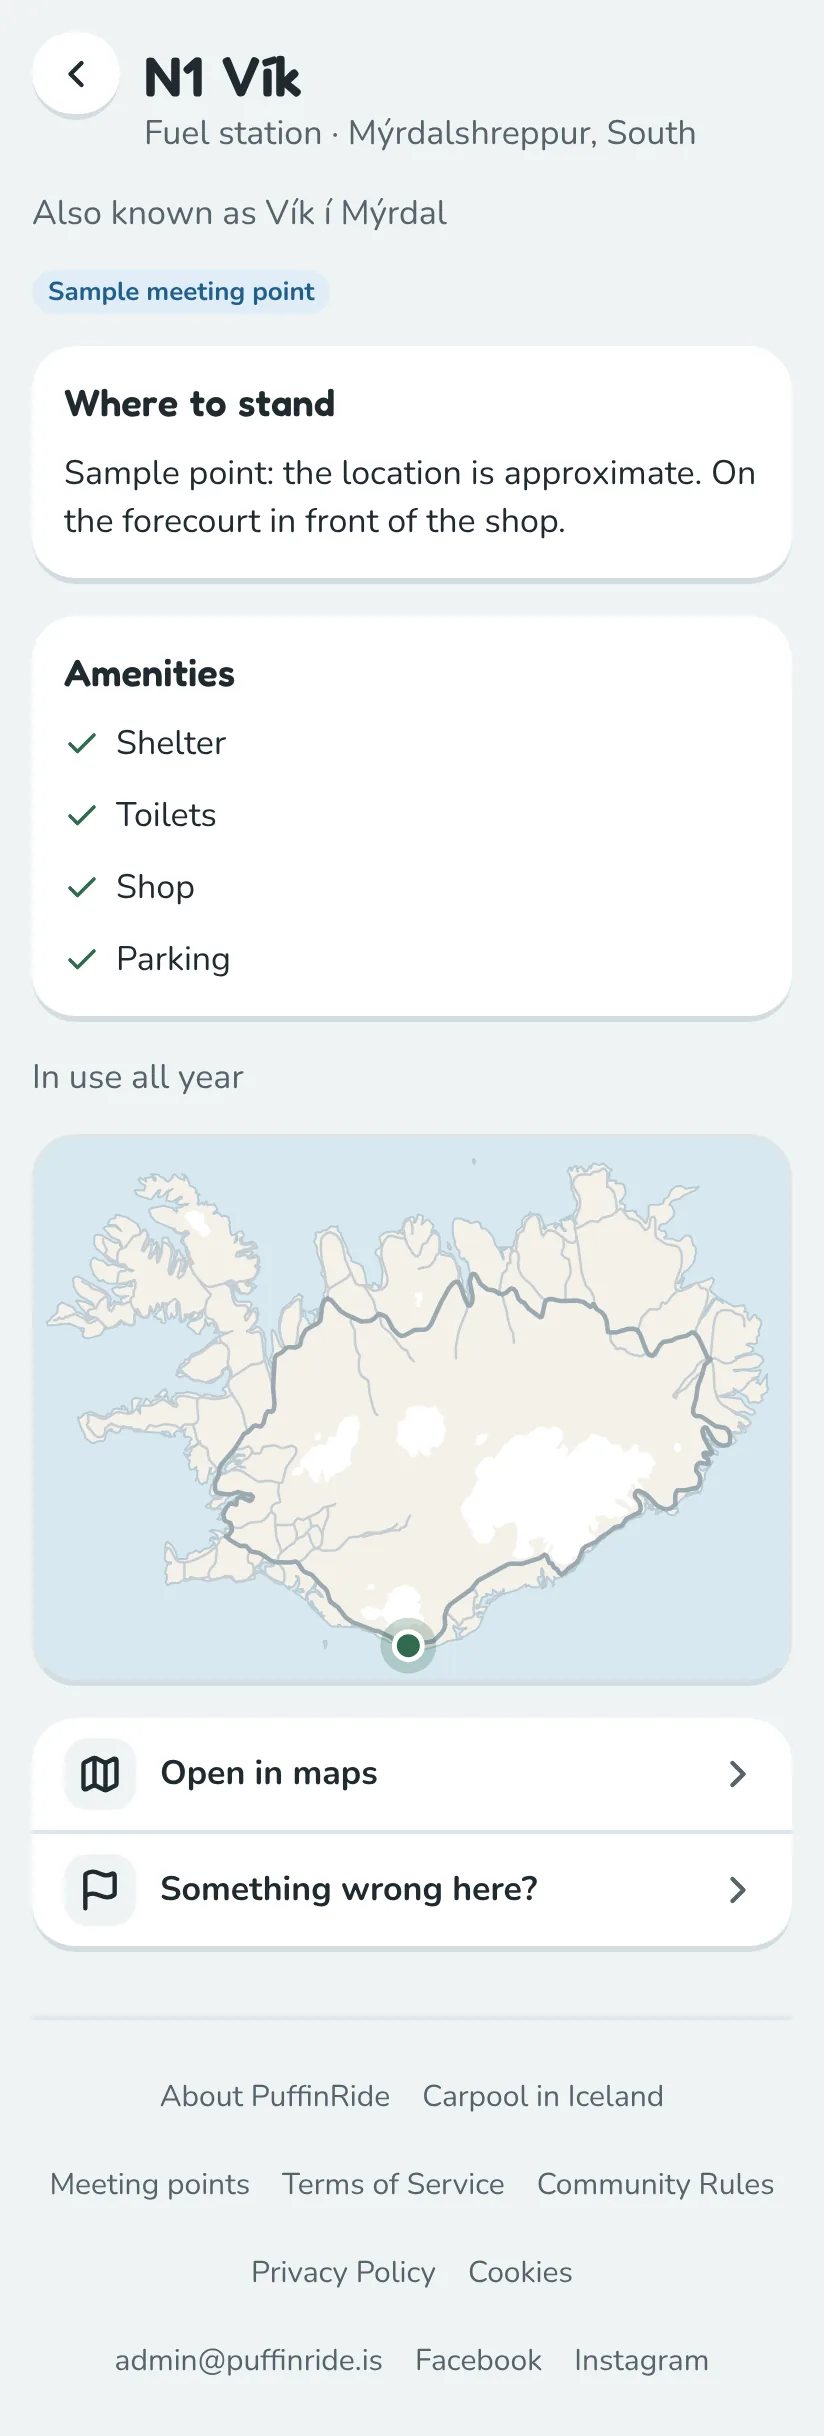 N1 Vík
Fuel station · Mýrdalshreppur, South
Also known as Vík í Mýrdal
Sample meeting point
Where to stand
Sample point: the location is approximate. On
the forecourt in front of the shop.
Amenities
Shelter
Toilets
Shop
Parking
In use all year
Open in maps
Something wrong here?
About PuffinRide Carpool in Iceland
Meeting points Terms of Service Community Rules
Privacy Policy Cookies
admin@puffinride.is Facebook Instagram